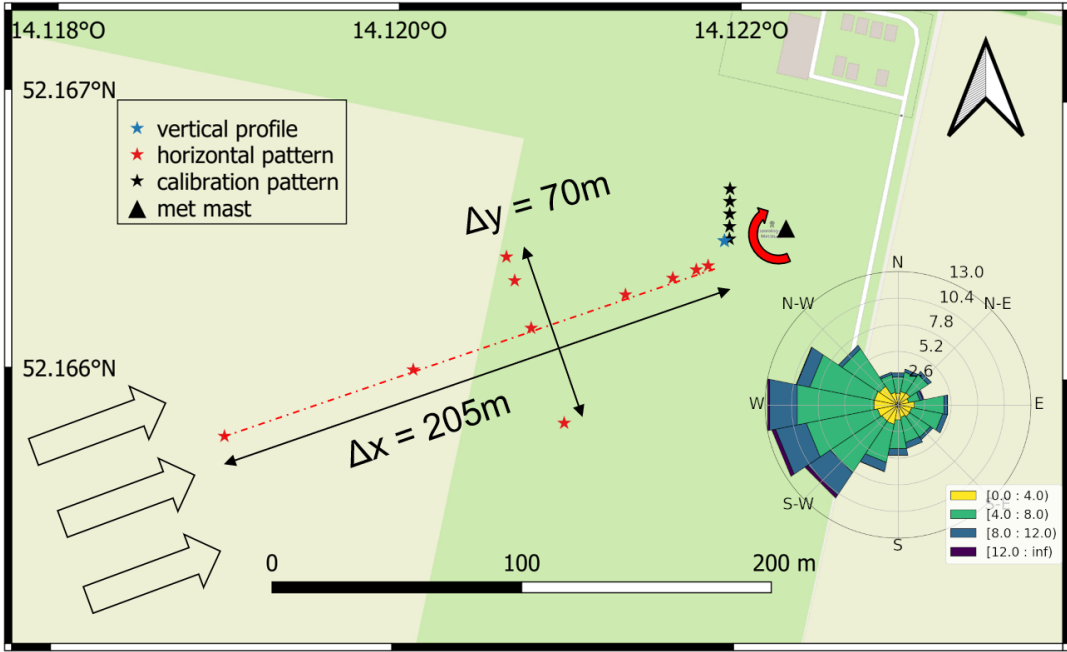 14.118°O
14.120°O
14.122°O
52.167°N
vertical profile
horizontal pattern
calibration pattern
met mast
Δy = 70m
52.166°N
Δx = 205m
N
13.0
N-W
10.4
N-E
7.8
5.2
2.6
W
E
S-W
S-E
S
[0.0 : 4.0)
[4.0 : 8.0)
[8.0 : 12.0)
[12.0 : inf)
0
100
200 m